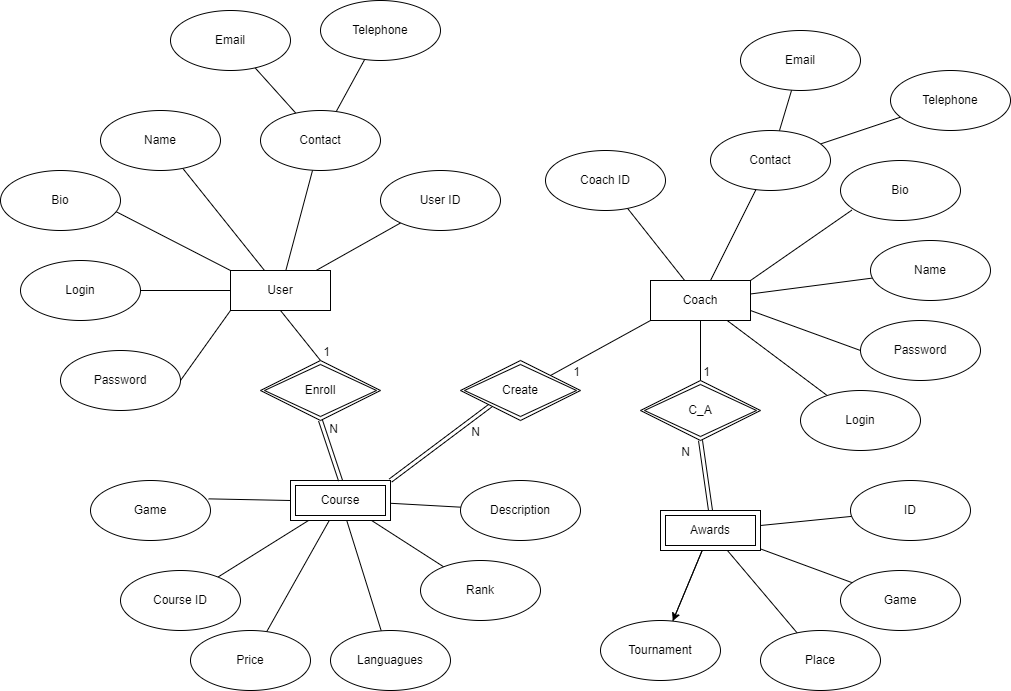 Email
Telephone
Name
Contact
Bio
User ID
Login
User
Password
1
Enroll
N
Email
Telephone
Contact
Coach ID
Bio
Name
Coach
Password
Login
1
Create
N
1
C_A
N
Game
Course
Description
Course ID
Rank
Price
Languagues
Awards
ID
Game
Tournament
Place